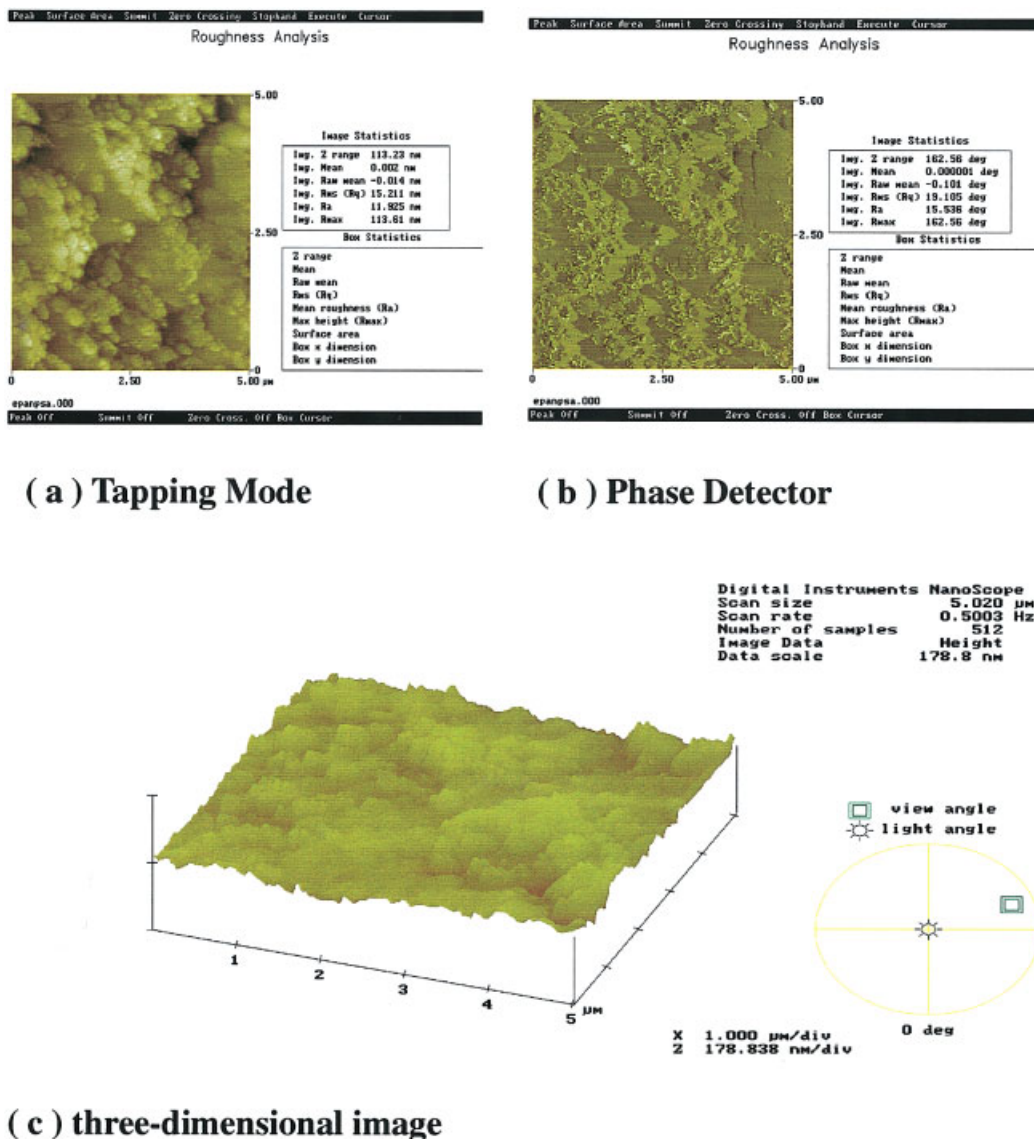 Peak Surface Area Summit Zero Crossing Stopband Execute Cursor
Roughness Analysis
5.00
2.50
0
0 2.50 5.00 µm
Image Statistics
Img. Z range 113.23 nm
Img. Mean 0.002 nm
Img. Raw mean -0.014 nm
Img. Rms (Rq) 15.211 nm
Img. Ra 11.925 nm
Img. Rmax 113.61 nm
Box Statistics
Z range
Mean
Raw mean
Rms (Rq)
Mean roughness (Ra)
Max height (Rmax)
Surface area
Box x dimension
Box y dimension
epanpsa.000
Peak Off Summit Off Zero Cross. Off Box Cursor
( a ) Tapping Mode
Peak Surface Area Summit Zero Crossing Stopband Execute Cursor
Roughness Analysis
5.00
2.50
0
0 2.50 5.00 µm
Image Statistics
Img. Z range 162.56 deg
Img. Mean 0.000001 deg
Img. Raw mean -0.101 deg
Img. Rms (Rq) 19.105 deg
Img. Ra 15.536 deg
Img. Rmax 162.56 deg
Box Statistics
Z range
Mean
Raw mean
Rms (Rq)
Mean roughness (Ra)
Max height (Rmax)
Surface area
Box x dimension
Box y dimension
epanpsa.000
Peak Off Summit Off Zero Cross. Off Box Cursor
( b ) Phase Detector
Digital Instruments NanoScope
Scan size 5.020 µm
Scan rate 0.5003 Hz
Number of samples 512
Image Data Height
Data scale 178.8 nm
view angle
light angle
0 deg
1
2
3
4
5 µm
X 1.000 µm/div
Z 178.838 nm/div
( c ) three-dimensional image